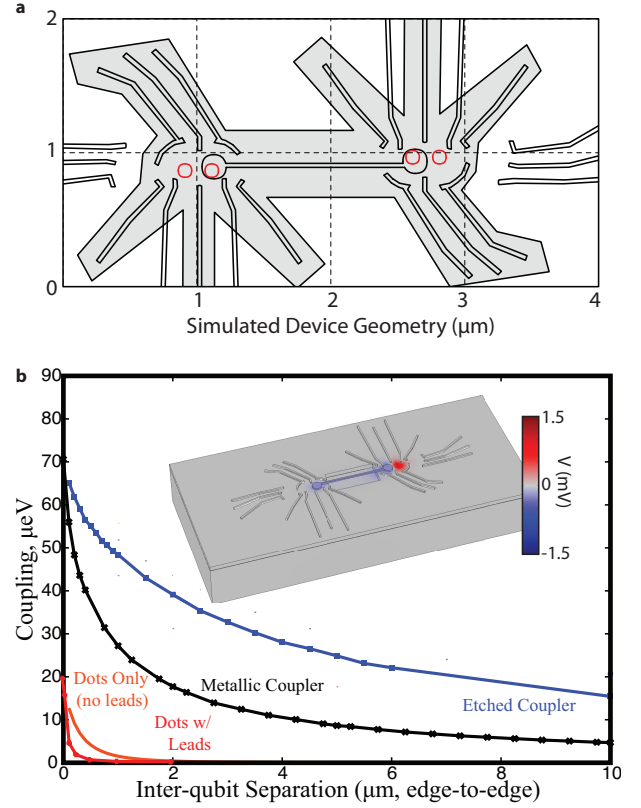 a
2
1
0
1
2
3
4
Simulated Device Geometry (µm)
b
90
80
70
60
50
40
30
20
10
0
Coupling, µeV
1.5
0
-1.5
V (mV)
Dots Only
(no leads)
Metallic Coupler
Dots w/
Leads
Etched Coupler
0
2
4
6
8
10
Inter-qubit Separation (µm, edge-to-edge)